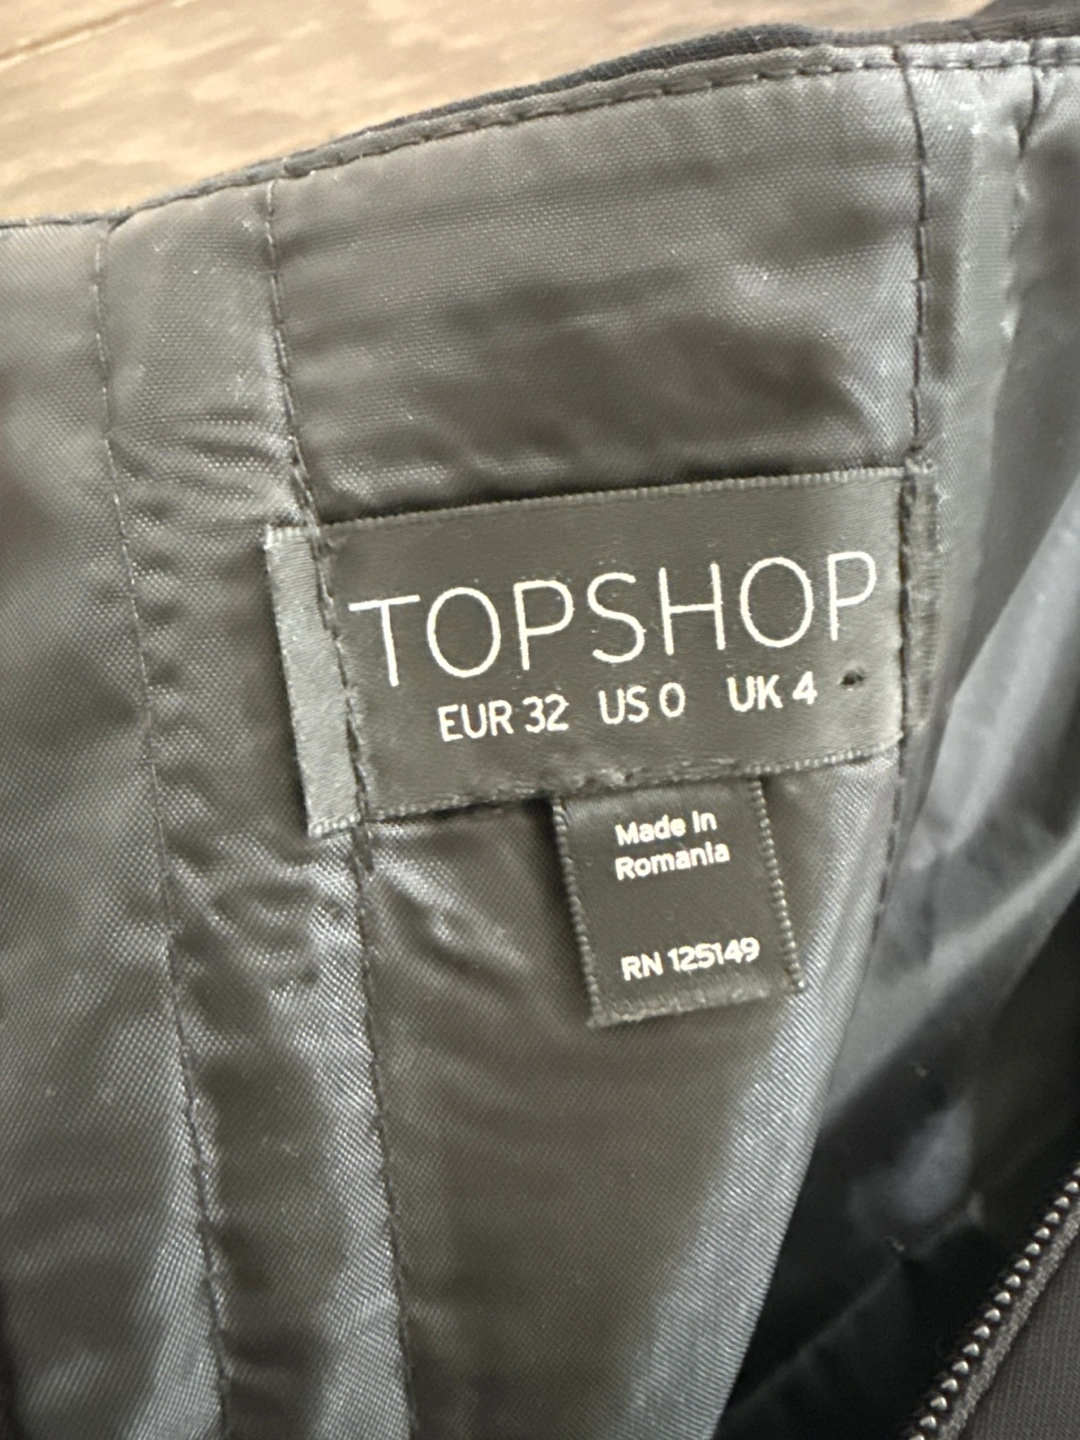 TOPSHOP
EUR 32 US 0 UK 4
Made In
Romania
RN 125149